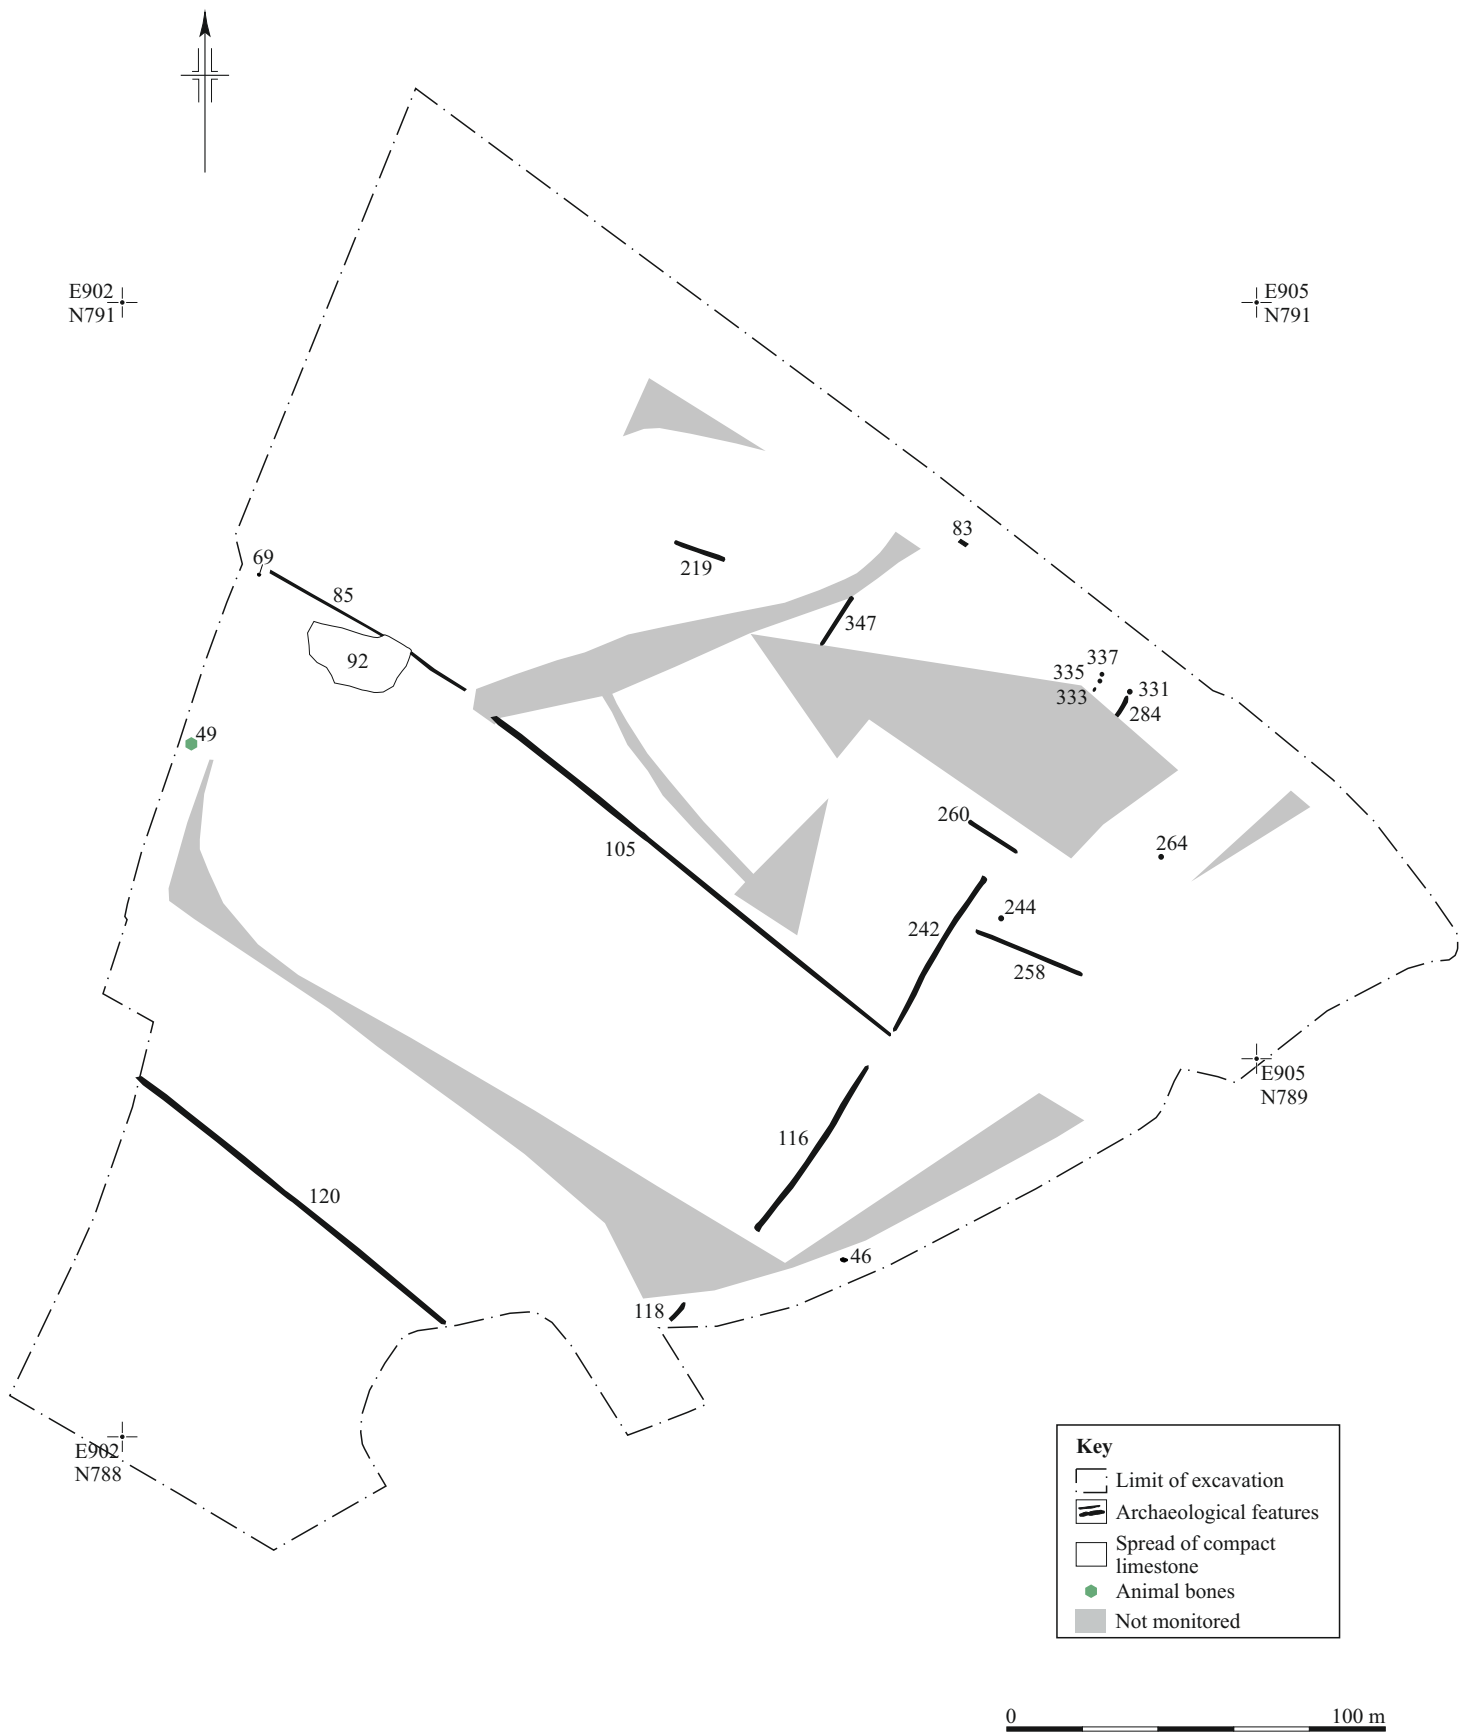 E902
N791
E905
N791
83
69
219
85
347
92
337
335
333
331
284
49
260
264
105
244
242
258
E905
N789
116
120
46
118
E902
N788
Key
Limit of excavation
Archaeological features
Spread of compact
limestone
Animal bones
Not monitored
0
100 m